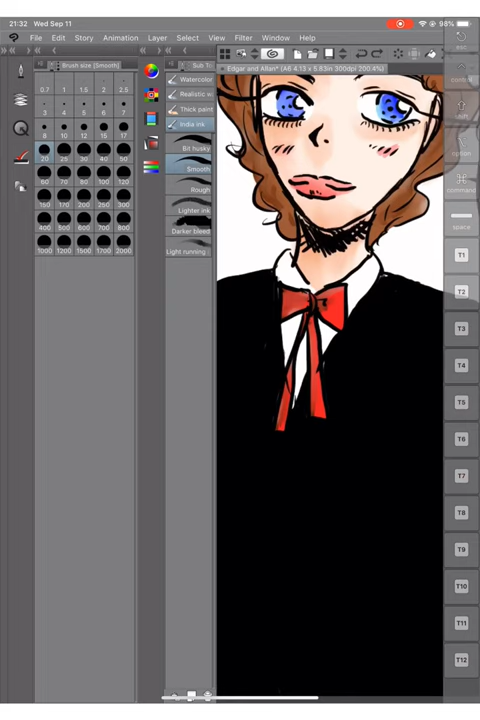 21:32 Wed Sep 11
98%
File Edit Story Animation Layer Select View Filter Window Help
Brush size [Smooth]
Sub T
Edgar and Allan* (A6 4.13 x 5.83in 300dpi 200.4%)
0.7 1 1.5 2 2.5
3 4 5 6 7
8 10 12 15 17
20 25 30 40 50
60 70 80 100 120
150 170 200 250 300
400 500 600 700 800
1000 1200 1500 1700 2000
Watercolor
Realistic w
Thick paint
India ink
Bit husky
Smooth
Rough
Lighter ink
Darker bleed
Light running
esc
control
shift
option
command
space
T1
T2
T3
T4
T5
T6
T7
T8
T9
T10
T11
T12